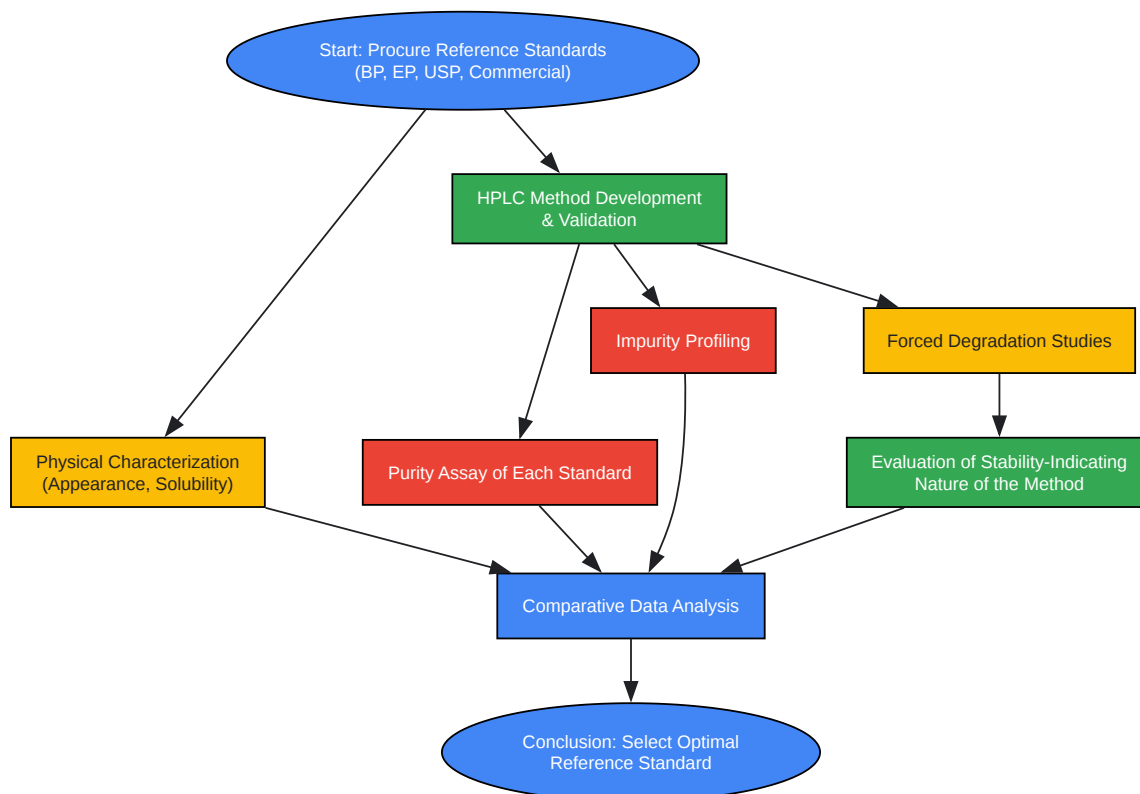 Start: Procure Reference Standards
(BP, EP, USP, Commercial)
HPLC Method Development
& Validation
Impurity Profiling
Forced Degradation Studies
Physical Characterization
(Appearance, Solubility)
Purity Assay of Each Standard
Evaluation of Stability-Indicating
Nature of the Method
Comparative Data Analysis
Conclusion: Select Optimal
Reference Standard